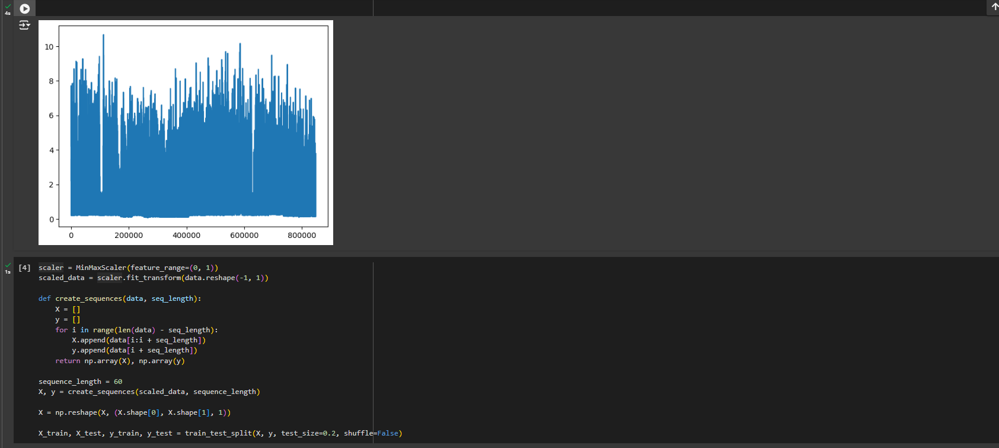 4s
10
8
6
4
2
0
0 200000 400000 600000 800000
1s
[4] scaler = MinMaxScaler(feature_range=(0, 1))
scaled_data = scaler.fit_transform(data.reshape(-1, 1))
def create_sequences(data, seq_length):
    X = []
    y = []
    for i in range(len(data) - seq_length):
        X.append(data[i:i + seq_length])
        y.append(data[i + seq_length])
    return np.array(X), np.array(y)
sequence_length = 60
X, y = create_sequences(scaled_data, sequence_length)
X = np.reshape(X, (X.shape[0], X.shape[1], 1))
X_train, X_test, y_train, y_test = train_test_split(X, y, test_size=0.2, shuffle=False)